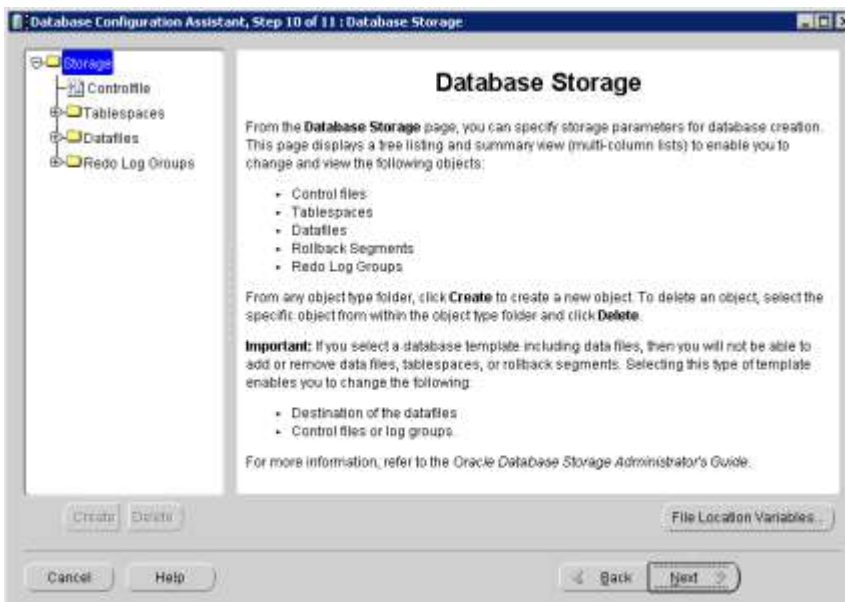 Database Configuration Assistant, Step 10 of 11 : Database Storage
Storage
Controlfile
Tablespaces
Datafiles
Redo Log Groups
Database Storage
From the Database Storage page, you can specify storage parameters for database creation.
This page displays a tree listing and summary view (multi-column lists) to enable you to
change and view the following objects:
• Control files
• Tablespaces
• Datafiles
• Rollback Segments
• Redo Log Groups
From any object type folder, click Create to create a new object. To delete an object, select the
specific object from within the object type folder and click Delete.
Important: If you select a database template including data files, then you will not be able to
add or remove data files, tablespaces, or rollback segments. Selecting this type of template
enables you to change the following:
• Destination of the datafiles
• Control files or log groups.
For more information, refer to the Oracle Database Storage Administrator's Guide.
Create Delete
File Location Variables...
Cancel Help Back Next